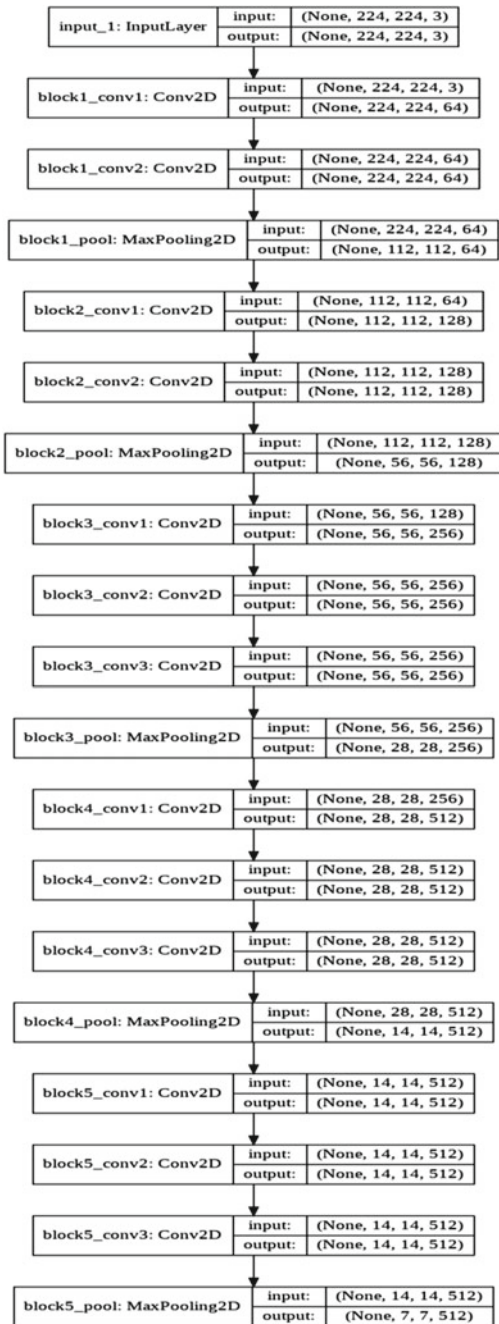 input_1: InputLayer
input: (None, 224, 224, 3)
output: (None, 224, 224, 3)
block1_conv1: Conv2D
input: (None, 224, 224, 3)
output: (None, 224, 224, 64)
block1_conv2: Conv2D
input: (None, 224, 224, 64)
output: (None, 224, 224, 64)
block1_pool: MaxPooling2D
input: (None, 224, 224, 64)
output: (None, 112, 112, 64)
block2_conv1: Conv2D
input: (None, 112, 112, 64)
output: (None, 112, 112, 128)
block2_conv2: Conv2D
input: (None, 112, 112, 128)
output: (None, 112, 112, 128)
block2_pool: MaxPooling2D
input: (None, 112, 112, 128)
output: (None, 56, 56, 128)
block3_conv1: Conv2D
input: (None, 56, 56, 128)
output: (None, 56, 56, 256)
block3_conv2: Conv2D
input: (None, 56, 56, 256)
output: (None, 56, 56, 256)
block3_conv3: Conv2D
input: (None, 56, 56, 256)
output: (None, 56, 56, 256)
block3_pool: MaxPooling2D
input: (None, 56, 56, 256)
output: (None, 28, 28, 256)
block4_conv1: Conv2D
input: (None, 28, 28, 256)
output: (None, 28, 28, 512)
block4_conv2: Conv2D
input: (None, 28, 28, 512)
output: (None, 28, 28, 512)
block4_conv3: Conv2D
input: (None, 28, 28, 512)
output: (None, 28, 28, 512)
block4_pool: MaxPooling2D
input: (None, 28, 28, 512)
output: (None, 14, 14, 512)
block5_conv1: Conv2D
input: (None, 14, 14, 512)
output: (None, 14, 14, 512)
block5_conv2: Conv2D
input: (None, 14, 14, 512)
output: (None, 14, 14, 512)
block5_conv3: Conv2D
input: (None, 14, 14, 512)
output: (None, 14, 14, 512)
block5_pool: MaxPooling2D
input: (None, 14, 14, 512)
output: (None, 7, 7, 512)